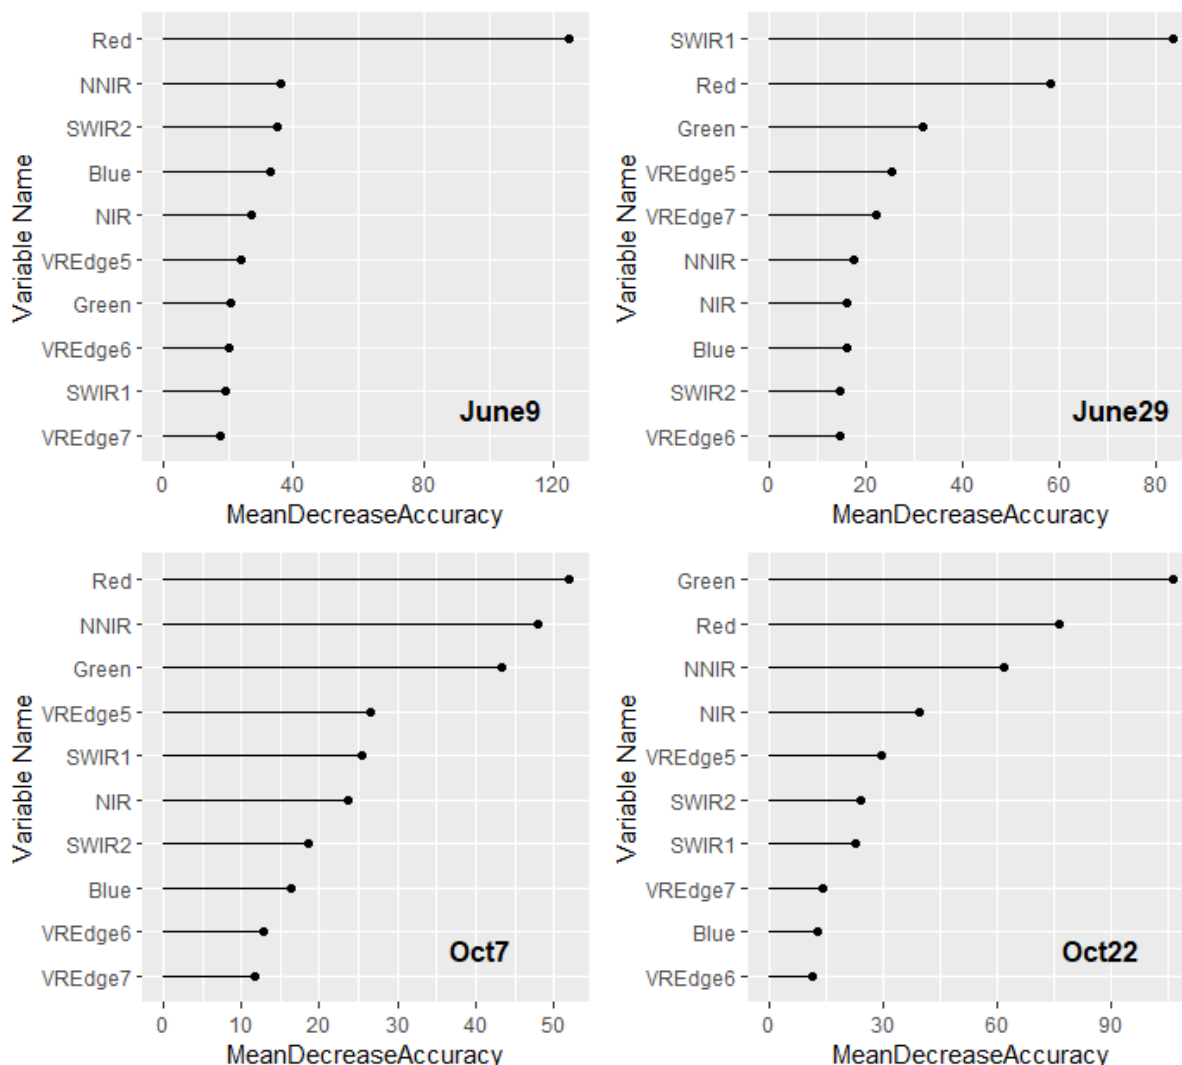 Variable Name
Red
NNIR
SWIR2
Blue
NIR
VREdge5
Green
VREdge6
SWIR1
VREdge7
June9
0 40 80 120
MeanDecreaseAccuracy
Variable Name
SWIR1
Red
Green
VREdge5
VREdge7
NNIR
NIR
Blue
SWIR2
VREdge6
June29
0 20 40 60 80
MeanDecreaseAccuracy
Variable Name
Red
NNIR
Green
VREdge5
SWIR1
NIR
SWIR2
Blue
VREdge6
VREdge7
Oct7
0 10 20 30 40 50
MeanDecreaseAccuracy
Variable Name
Green
Red
NNIR
NIR
VREdge5
SWIR2
SWIR1
VREdge7
Blue
VREdge6
Oct22
0 30 60 90
MeanDecreaseAccuracy